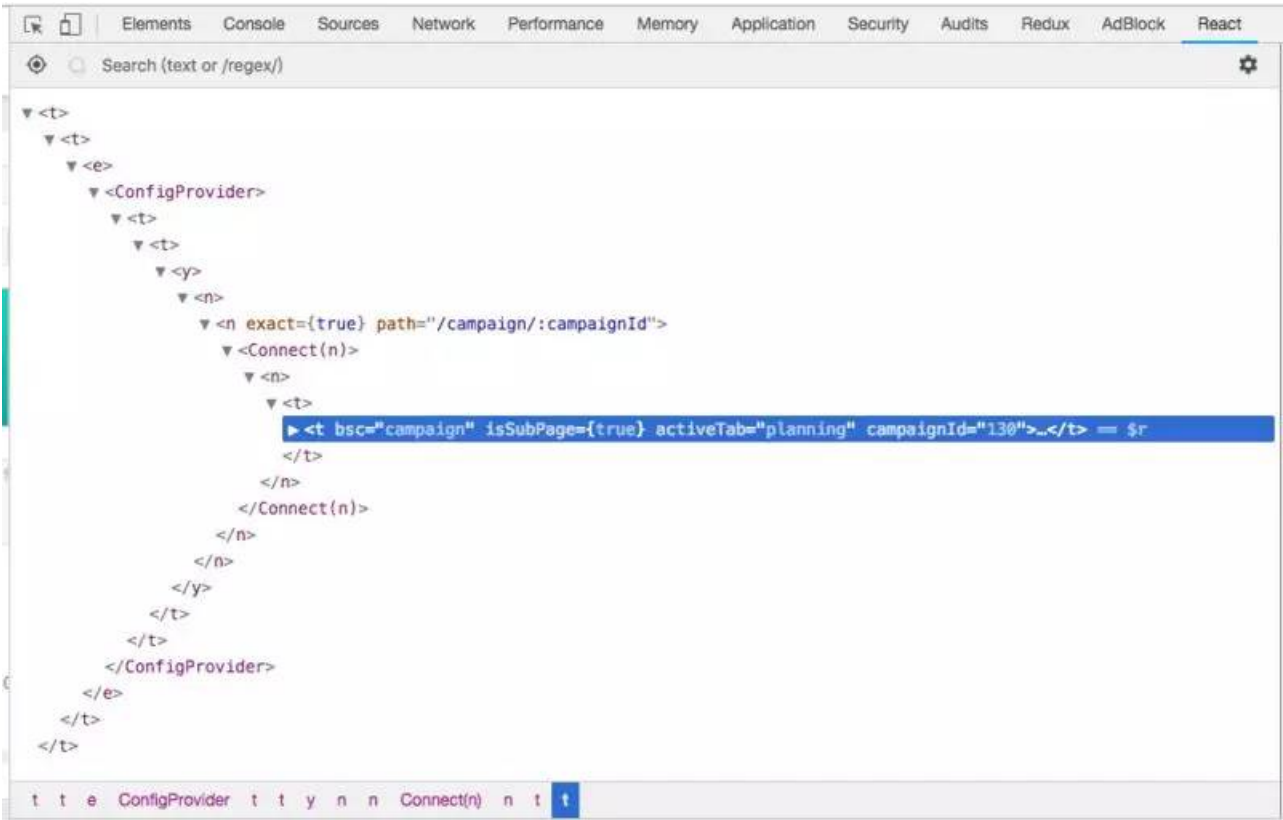 Elements Console Sources Network Performance Memory Application Security Audits Redux AdBlock React
Search (text or /regex/)
▼ <t>
▼ <t>
▼ <e>
▼ <ConfigProvider>
▼ <t>
▼ <t>
▼ <y>
▼ <n>
▼ <n exact={true} path="/campaign/:campaignId">
▼ <Connect(n)>
▼ <n>
▼ <t>
▶ <t bsc="campaign" isSubPage={true} activeTab="planning" campaignId="130">…</t> == $r
</t>
</n>
</Connect(n)>
</n>
</n>
</y>
</t>
</t>
</ConfigProvider>
</e>
</t>
</t>
t t e ConfigProvider t t y n n Connect(n) n t t